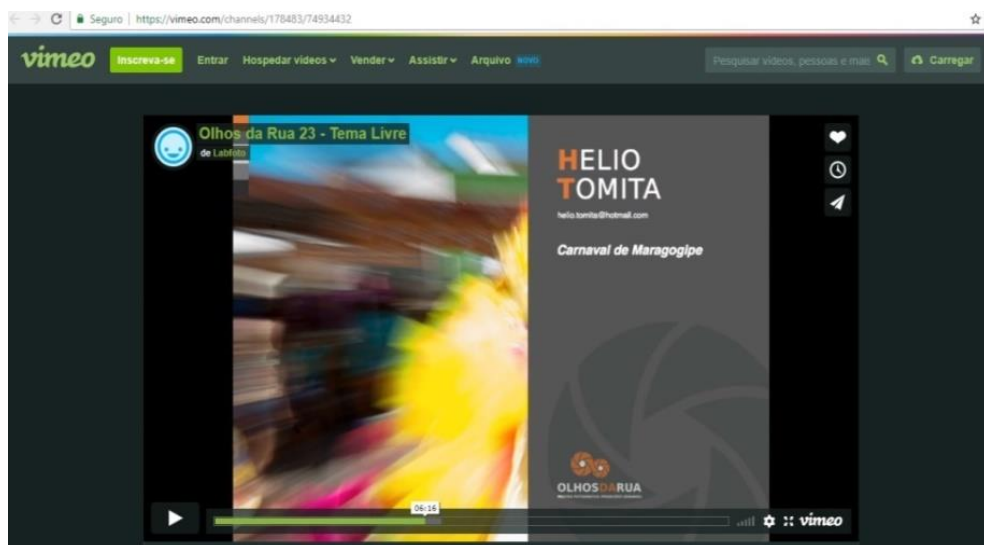 Seguro | https://vimeo.com/channels/178483/74934432
vimeo Inscreva-se Entrar Hospedar vídeos Vender Assistir Arquivo NOVO Pesquisar vídeos, pessoas e mais Carregar
Olhos da Rua 23 - Tema Livre
de Labfoto
HELIO
TOMITA
helio.tomita@hotmail.com
Carnaval de Maragogipe
OLHOSDARUA
06:16
vimeo